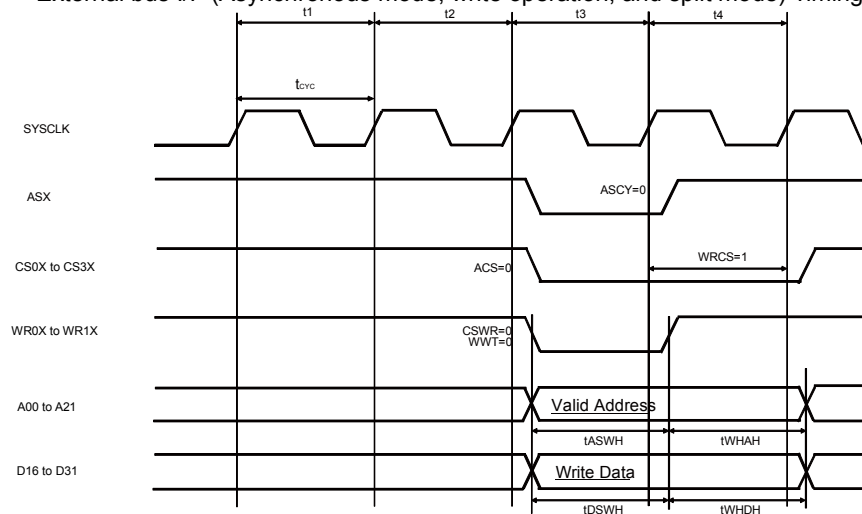 External bus I/F (Asynchronous mode, write operation, and split mode) Timing
t1 t2 t3 t4
tCYC
SYSCLK
ASX
ASCY=0
CS0X to CS3X
ACS=0
WRCS=1
WR0X to WR1X
CSWR=0
WWT=0
A00 to A21
Valid Address
tASWH tWHAH
D16 to D31
Write Data
tDSWH tWHDH